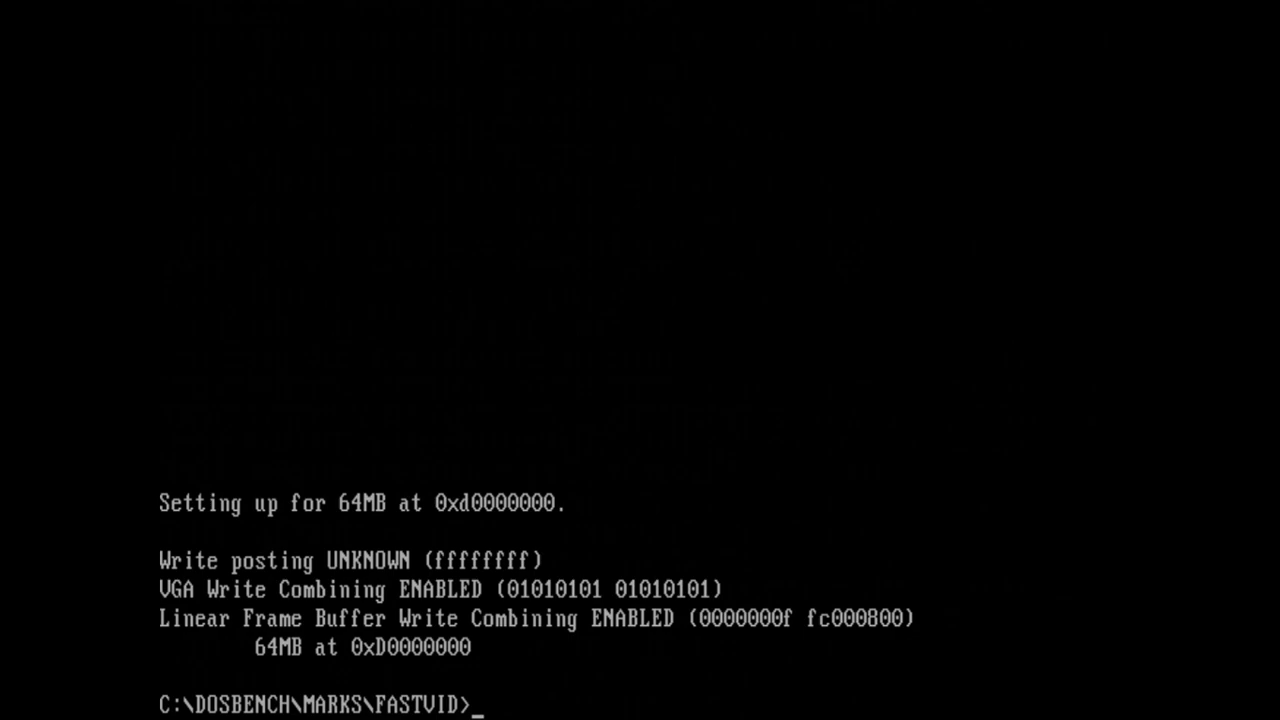 Setting up for 64MB at 0xd0000000.
Write posting UNKNOWN (ffffffff)
VGA Write Combining ENABLED (01010101 01010101)
Linear Frame Buffer Write Combining ENABLED (0000000f fc000800)
64MB at 0xD0000000
C:\DOSBENCH\MARKS\FASTVID>_